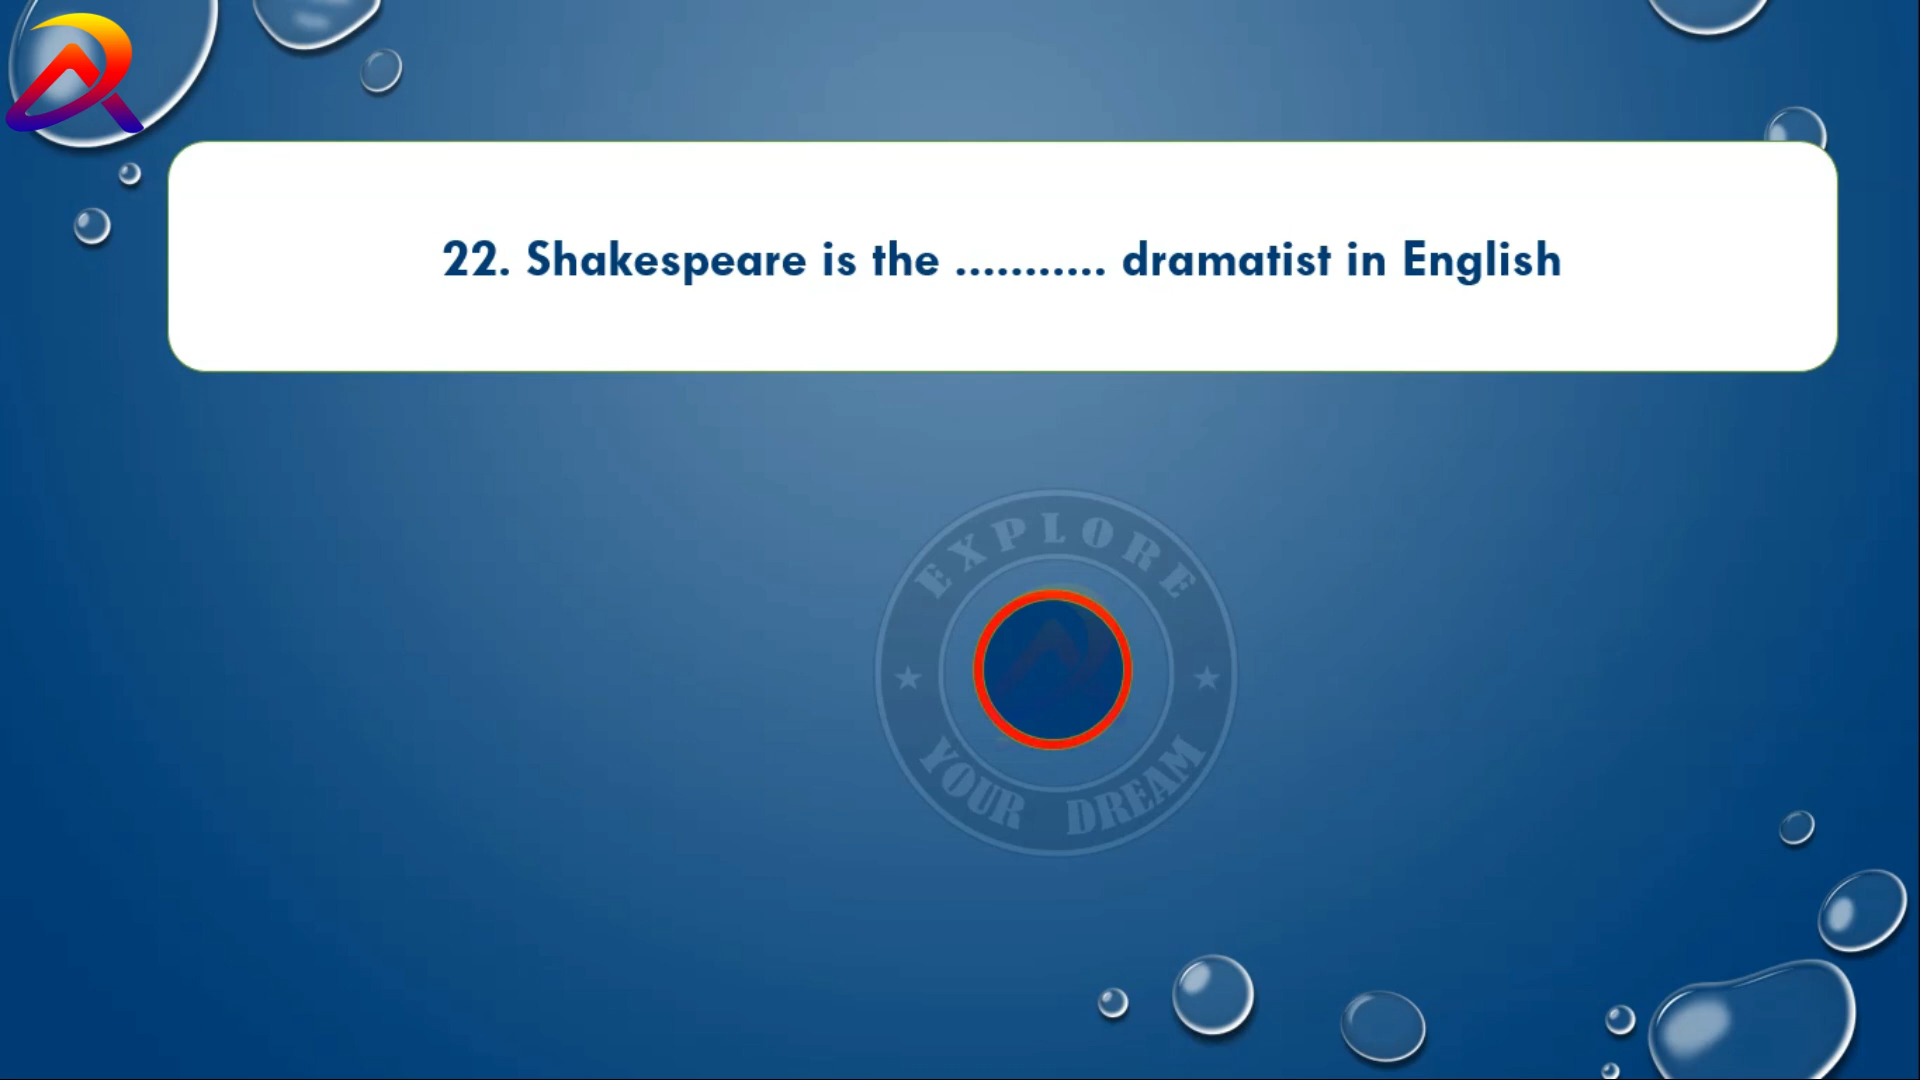 22. Shakespeare is the ........... dramatist in English
EXPLORE
YOUR DREAM